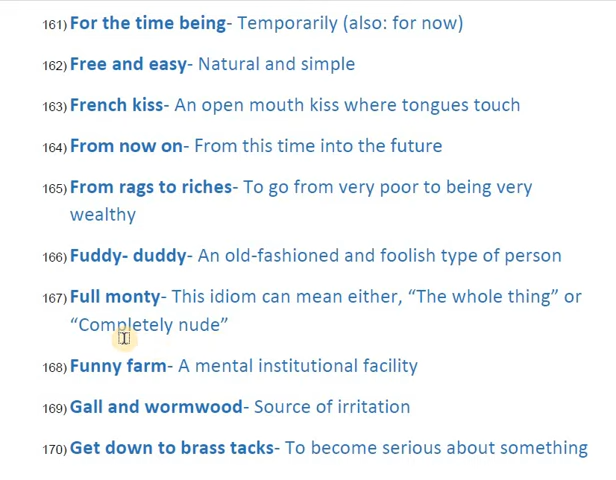 161) For the time being- Temporarily (also: for now)
162) Free and easy- Natural and simple
163) French kiss- An open mouth kiss where tongues touch
164) From now on- From this time into the future
165) From rags to riches- To go from very poor to being very
wealthy
166) Fuddy- duddy- An old-fashioned and foolish type of person
167) Full monty- This idiom can mean either, “The whole thing” or
“Completely nude”
168) Funny farm- A mental institutional facility
169) Gall and wormwood- Source of irritation
170) Get down to brass tacks- To become serious about something